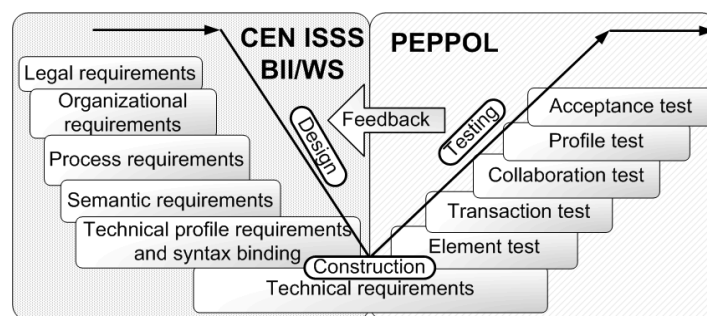 CEN ISSS
BII/WS
PEPPOL
Legal requirements
Organizational
requirements
Process requirements
Semantic requirements
Technical profile requirements
and syntax binding
Design
Feedback
Testing
Acceptance test
Profile test
Collaboration test
Transaction test
Element test
Construction
Technical requirements